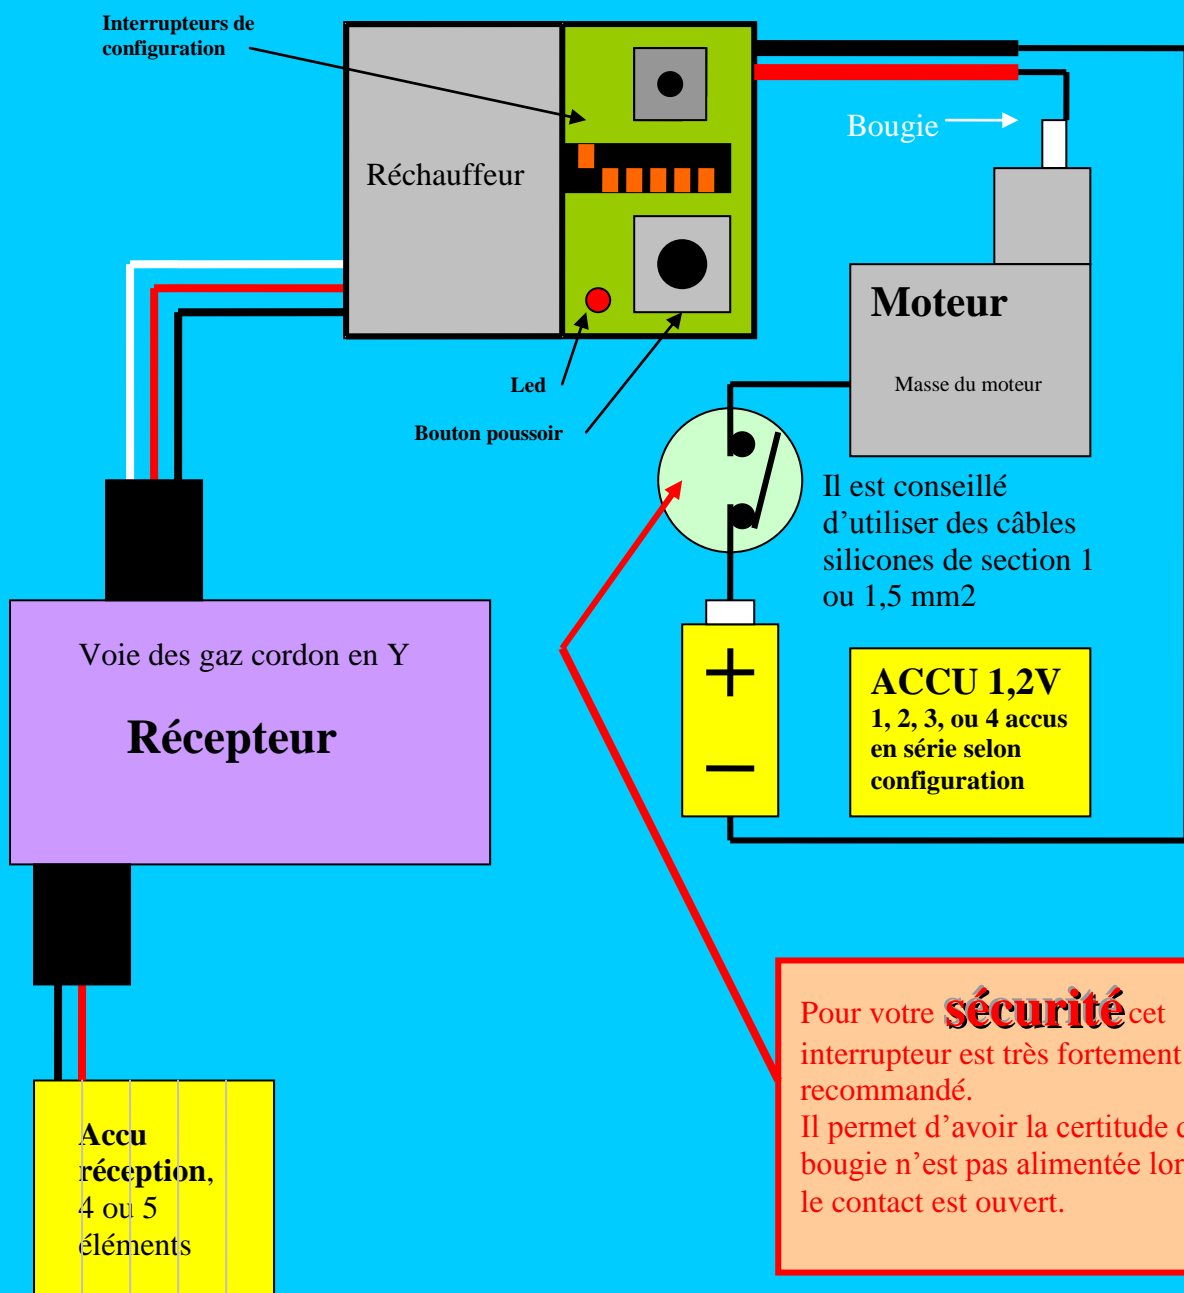 Interrupteurs de
configuration
Réchauffeur
Bougie
Moteur
Masse du moteur
Led
Bouton poussoir
Il est conseillé
d’utiliser des câbles
silicones de section 1
ou 1,5 mm2
Voie des gaz cordon en Y
Récepteur
+
−
ACCU 1,2V
1, 2, 3, ou 4 accus
en série selon
configuration
Pour votre sécurité cet
interrupteur est très fortement
recommandé.
Il permet d’avoir la certitude
bougie n’est pas alimentée
le contact est ouvert.
Accu
réception,
4 ou 5
éléments